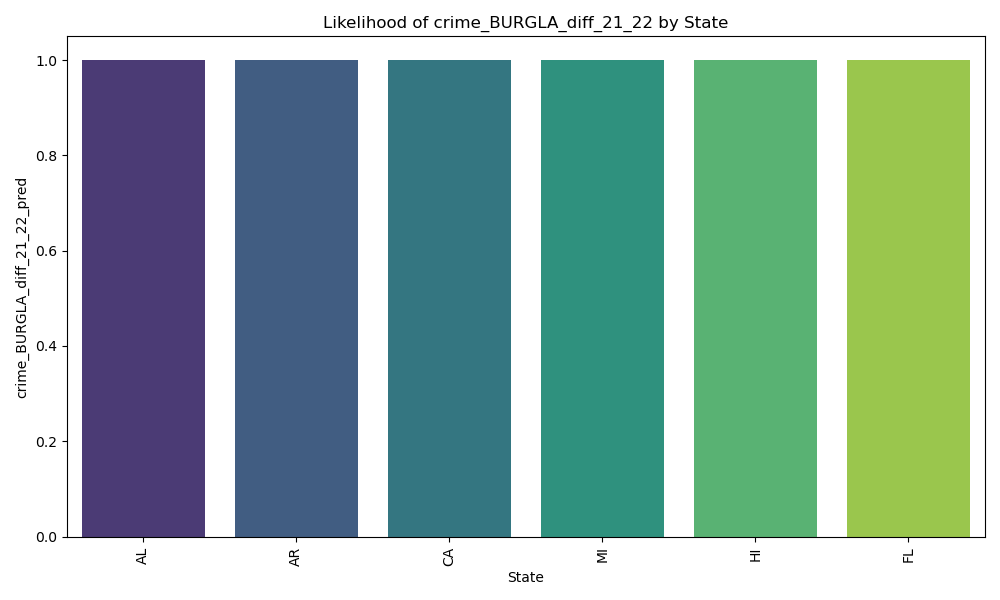 Likelihood of crime_BURGLA_diff_21_22 by State
crime_BURGLA_diff_21_22_pred
1.0
0.8
0.6
0.4
0.2
0.0
AL
AR
CA
MI
HI
FL
State